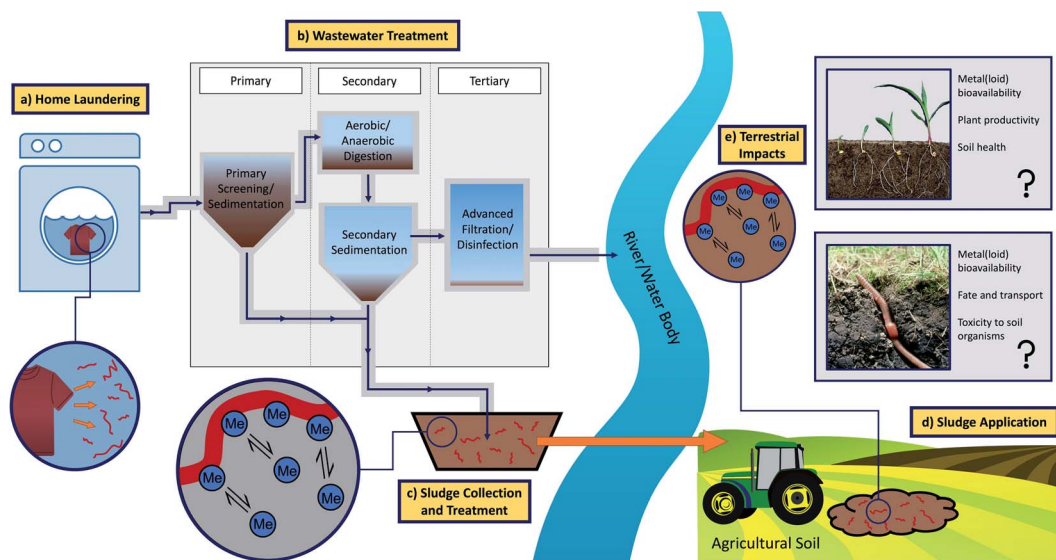 a) Home Laundering
b) Wastewater Treatment
Primary
Secondary
Tertiary
Primary
Screening/
Sedimentation
Aerobic/
Anaerobic
Digestion
Secondary
Sedimentation
Advanced
Filtration/
Disinfection
River/Water Body
Me
Me
Me
Me
Me
Me
Me
c) Sludge Collection
and Treatment
e) Terrestrial
Impacts
Me
Me
Me
Me
Me
Me
Me
Metal(loid)
bioavailability
Plant productivity
Soil health
?
Metal(loid)
bioavailability
Fate and transport
Toxicity to soil
organisms
?
d) Sludge Application
Agricultural Soil